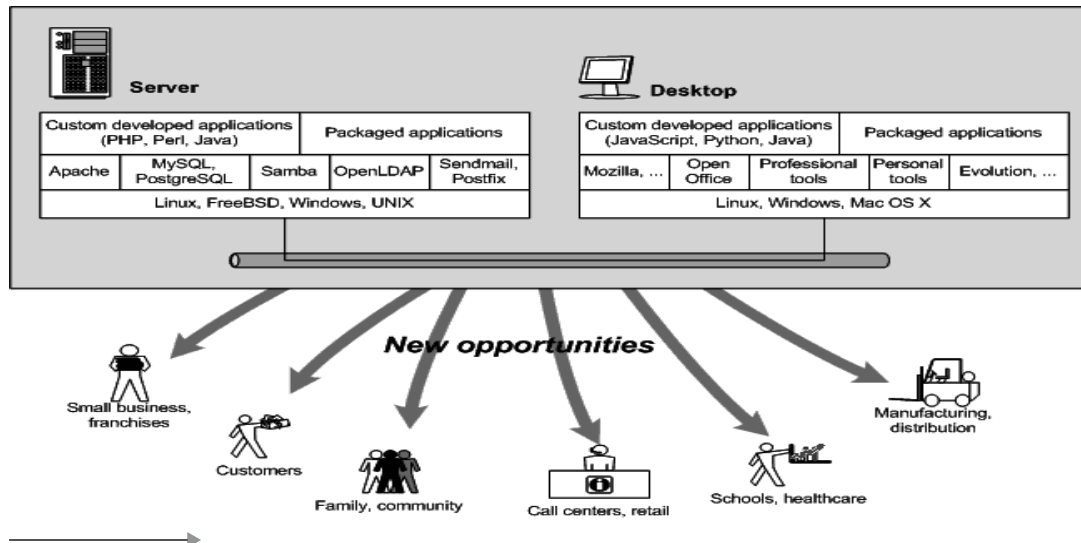 Server
Desktop
Custom developed applications
(PHP, Perl, Java)
Packaged applications
Custom developed applications
(JavaScript, Python, Java)
Packaged applications
Apache
MySQL,
PostgreSQL
Samba
OpenLDAP
Sendmail,
Postfix
Mozilla, ...
Open
Office
Professional
tools
Personal
tools
Evolution, ...
Linux, FreeBSD, Windows, UNIX
Linux, Windows, Mac OS X
New opportunities
Small business,
franchises
Customers
Family, community
Call centers, retail
Schools, healthcare
Manufacturing,
distribution